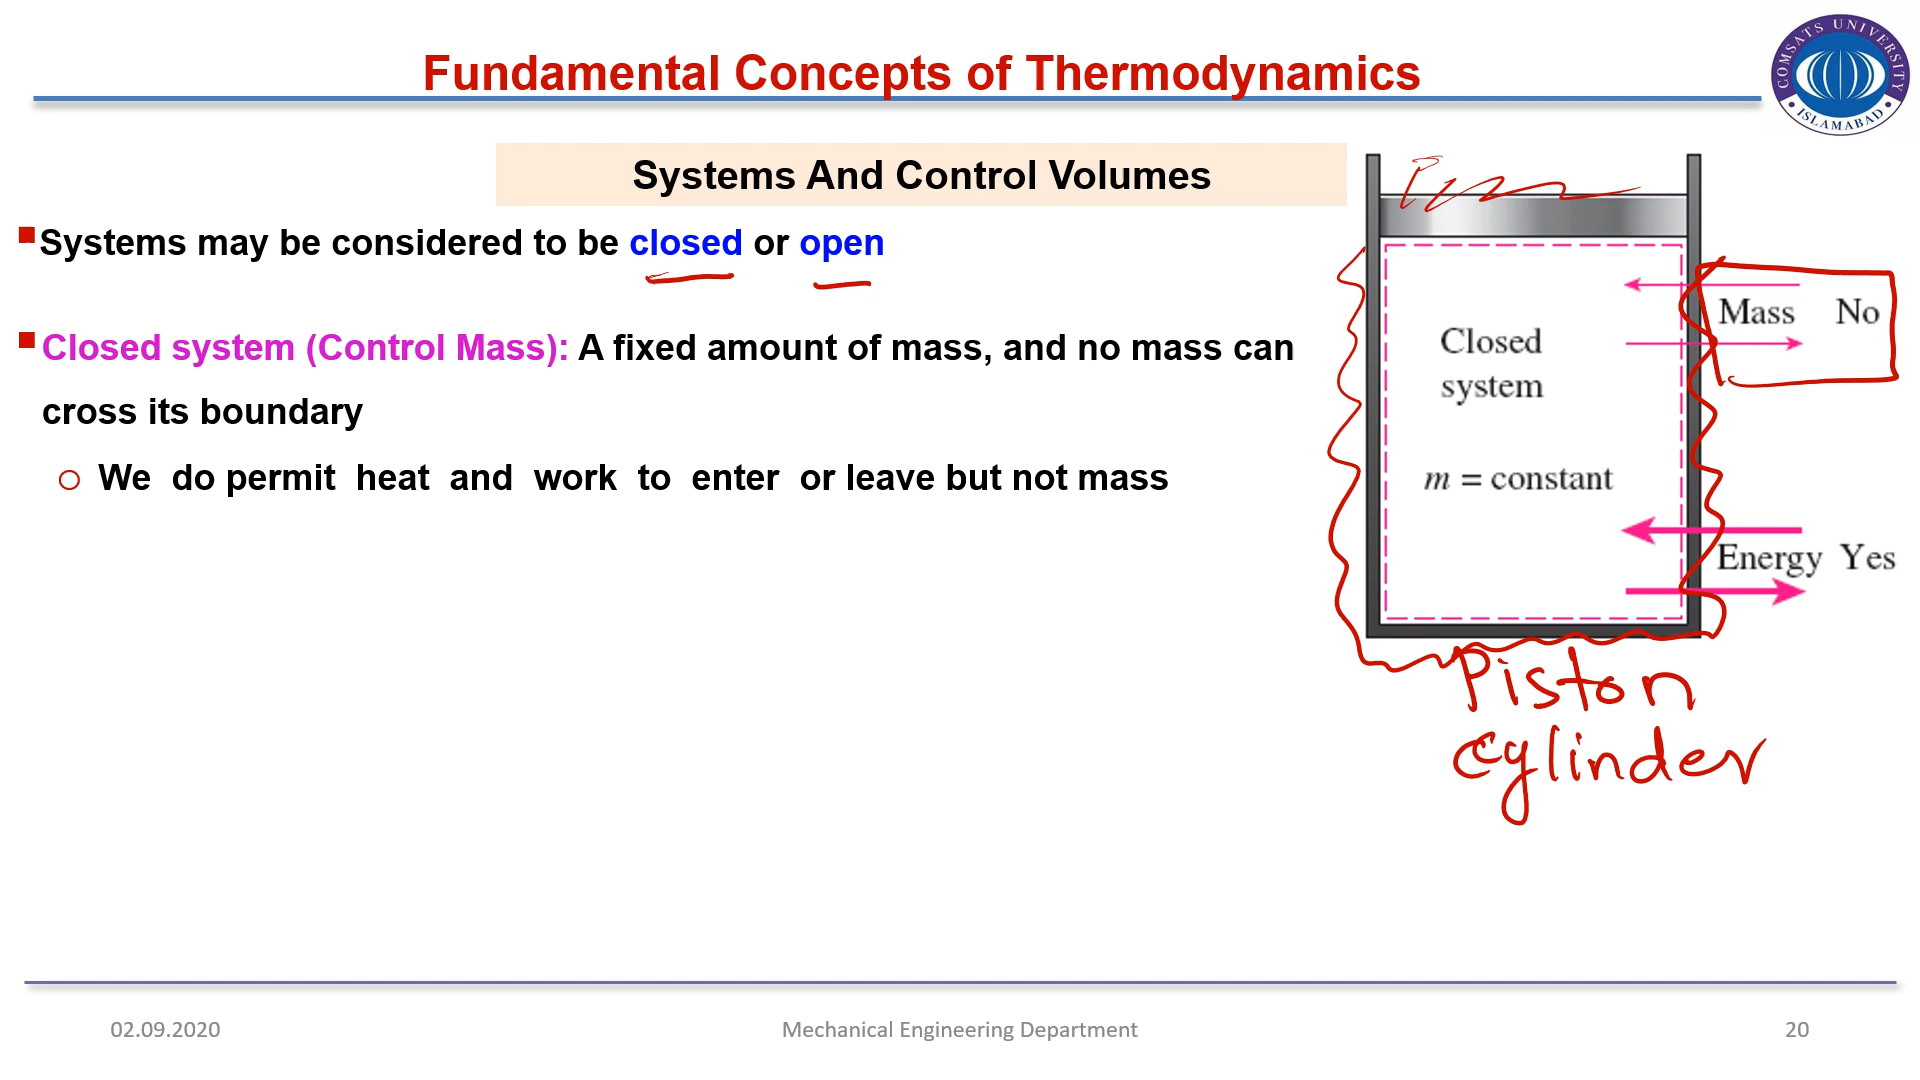 Fundamental Concepts of Thermodynamics
COMSATS UNIVERSITY
ISLAMABAD
Systems And Control Volumes
Systems may be considered to be closed or open
Closed system (Control Mass): A fixed amount of mass, and no mass can
cross its boundary
We do permit heat and work to enter or leave but not mass
Mass No
Closed
system
m = constant
Energy Yes
Piston
cylinder
02.09.2020
Mechanical Engineering Department
20